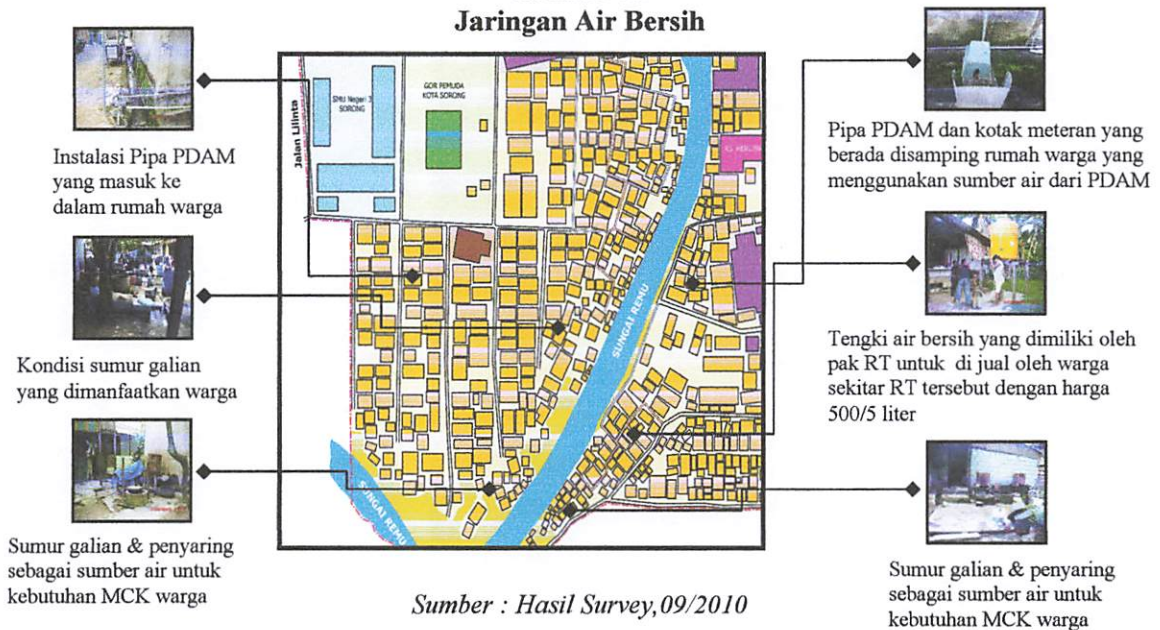 Jaringan Air Bersih
Instalasi Pipa PDAM
yang masuk ke
dalam rumah warga
Kondisi sumur galian
yang dimanfaatkan warga
Sumur galian & penyaring
sebagai sumber air untuk
kebutuhan MCK warga
Jalan Lilinta
SMU Negeri 3
SORONG
GOR PEMUDA
KOTA SORONG
SUNGAI REMU
SUNGAI REMU
Pipa PDAM dan kotak meteran yang
berada disamping rumah warga yang
menggunakan sumber air dari PDAM
Tengki air bersih yang dimiliki oleh
pak RT untuk di jual oleh warga
sekitar RT tersebut dengan harga
500/5 liter
Sumur galian & penyaring
sebagai sumber air untuk
kebutuhan MCK warga
Sumber : Hasil Survey,09/2010